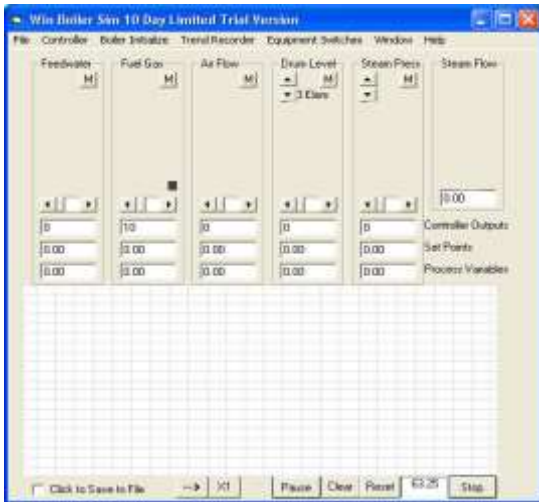 Win Boiler Sim 10 Day Limited Trial Version
File Controller Boiler Initialize Trend Recorder Equipment Switches Window Help
Feedwater Fuel Gas Air Flow Drum Level Steam Press Steam Flow
M M M M M
3 Elem
0.00
0 10 0 0 0 Controller Outputs
0.00 0.00 0.00 0.00 0.00 Set Points
0.00 0.00 0.00 0.00 0.00 Process Variables
Click to Save to File --> X1 Pause Clear Reset Stop